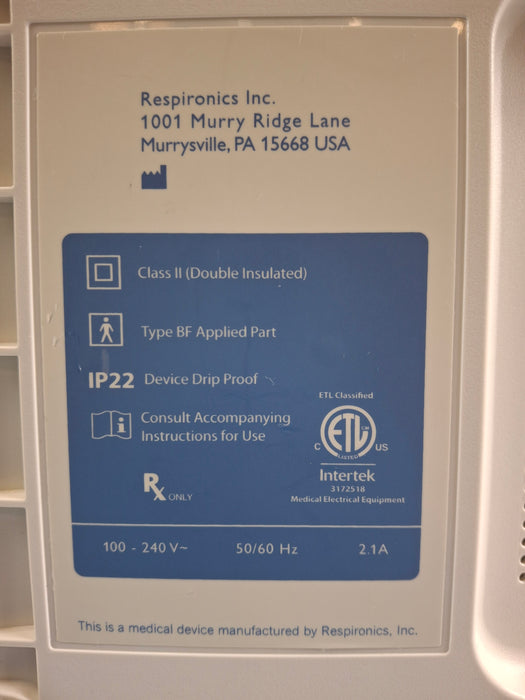 Respironics Inc.
1001 Murry Ridge Lane
Murrysville, PA 15668 USA
Class II (Double Insulated)
Type BF Applied Part
IP22 Device Drip Proof
Consult Accompanying
Instructions for Use
i
Rx ONLY
ETL Classified
ETL CM
LISTED
C US
Intertek
3172518
Medical Electrical Equipment
100 - 240 V~ 50/60 Hz 2.1A
This is a medical device manufactured by Respironics, Inc.